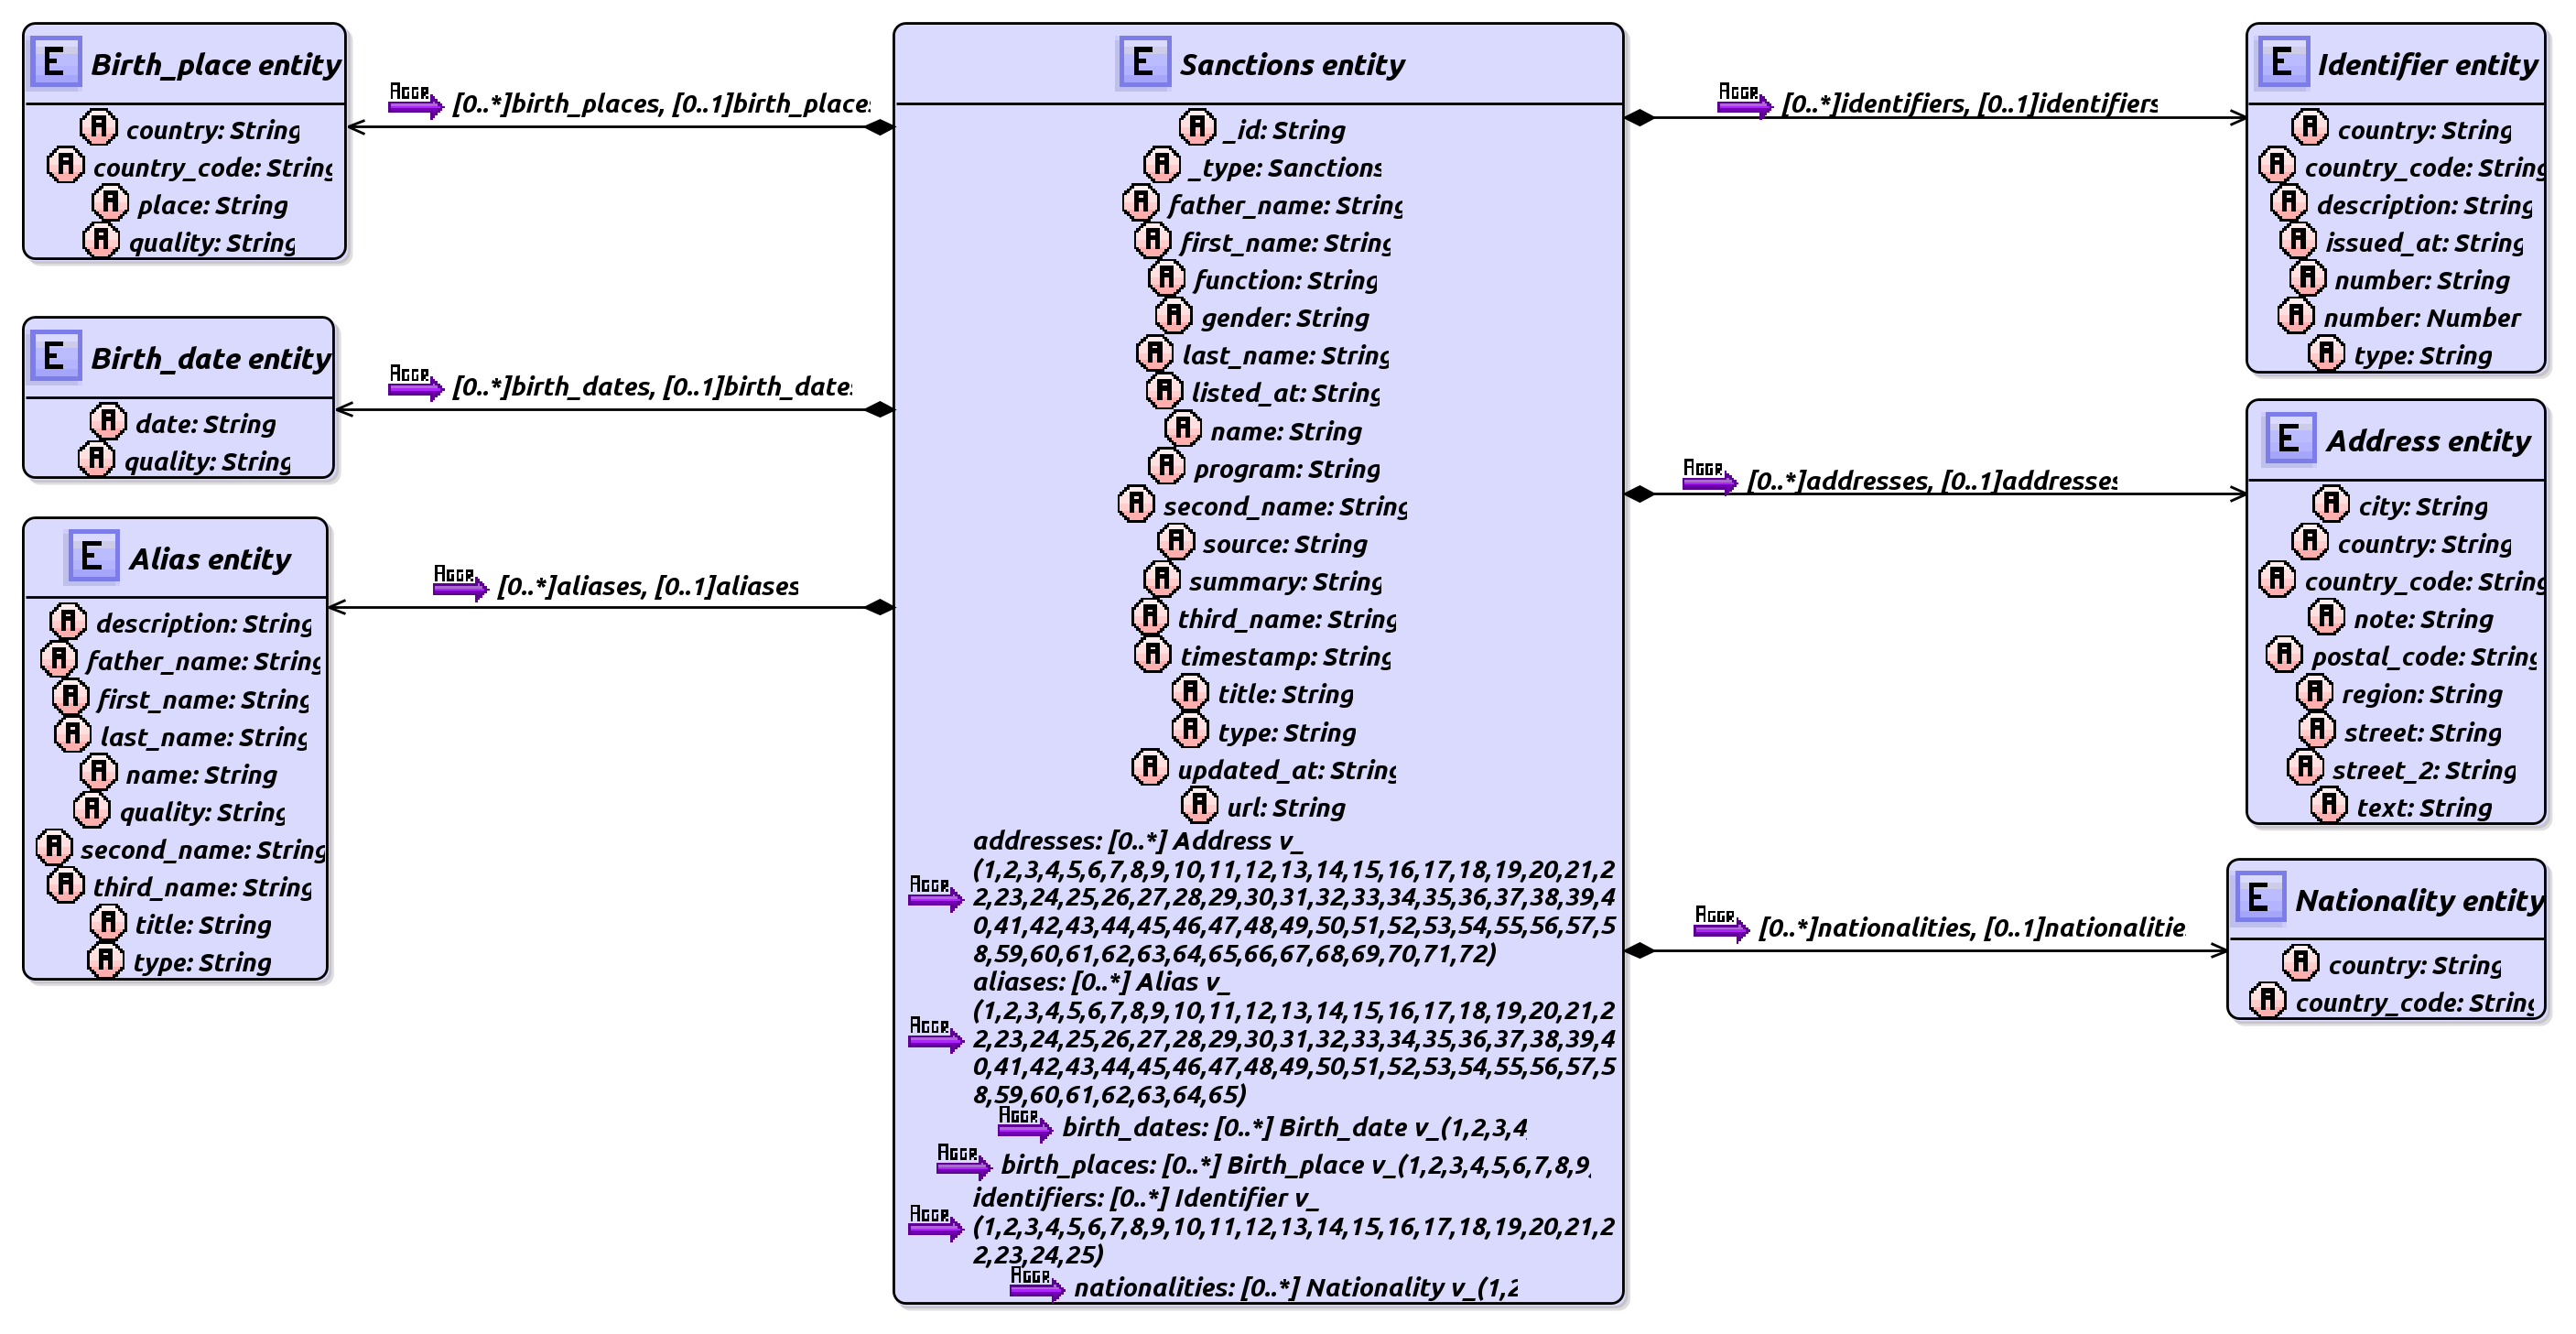 E Birth_place entity
A country: String
A country_code: String
A place: String
A quality: String
E Birth_date entity
A date: String
A quality: String
E Alias entity
A description: String
A father_name: String
A first_name: String
A last_name: String
A name: String
A quality: String
A second_name: String
A third_name: String
A title: String
A type: String
Aggr [0..*]birth_places, [0..1]birth_places
Aggr [0..*]birth_dates, [0..1]birth_dates
Aggr [0..*]aliases, [0..1]aliases
E Sanctions entity
A _id: String
A _type: Sanctions
A father_name: String
A first_name: String
A function: String
A gender: String
A last_name: String
A listed_at: String
A name: String
A program: String
A second_name: String
A source: String
A summary: String
A third_name: String
A timestamp: String
A title: String
A type: String
A updated_at: String
A url: String
addresses: [0..*] Address v_
(1,2,3,4,5,6,7,8,9,10,11,12,13,14,15,16,17,18,19,20,21,2
Aggr 2,23,24,25,26,27,28,29,30,31,32,33,34,35,36,37,38,39,4
0,41,42,43,44,45,46,47,48,49,50,51,52,53,54,55,56,57,5
8,59,60,61,62,63,64,65,66,67,68,69,70,71,72)
aliases: [0..*] Alias v_
(1,2,3,4,5,6,7,8,9,10,11,12,13,14,15,16,17,18,19,20,21,2
Aggr 2,23,24,25,26,27,28,29,30,31,32,33,34,35,36,37,38,39,4
0,41,42,43,44,45,46,47,48,49,50,51,52,53,54,55,56,57,5
8,59,60,61,62,63,64,65)
Aggr birth_dates: [0..*] Birth_date v_(1,2,3,4
Aggr birth_places: [0..*] Birth_place v_(1,2,3,4,5,6,7,8,9,
identifiers: [0..*] Identifier v_
Aggr (1,2,3,4,5,6,7,8,9,10,11,12,13,14,15,16,17,18,19,20,21,2
2,23,24,25)
Aggr nationalities: [0..*] Nationality v_(1,2
Aggr [0..*]identifiers, [0..1]identifiers
Aggr [0..*]addresses, [0..1]addresses
Aggr [0..*]nationalities, [0..1]nationalitie
E Identifier entity
A country: String
A country_code: String
A description: String
A issued_at: String
A number: String
A number: Number
A type: String
E Address entity
A city: String
A country: String
A country_code: String
A note: String
A postal_code: String
A region: String
A street: String
A street_2: String
A text: String
E Nationality entity
A country: String
A country_code: String